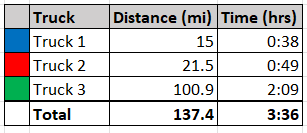 Truck Distance (mi) Time (hrs)
Truck 1 15 0:38
Truck 2 21.5 0:49
Truck 3 100.9 2:09
Total 137.4 3:36